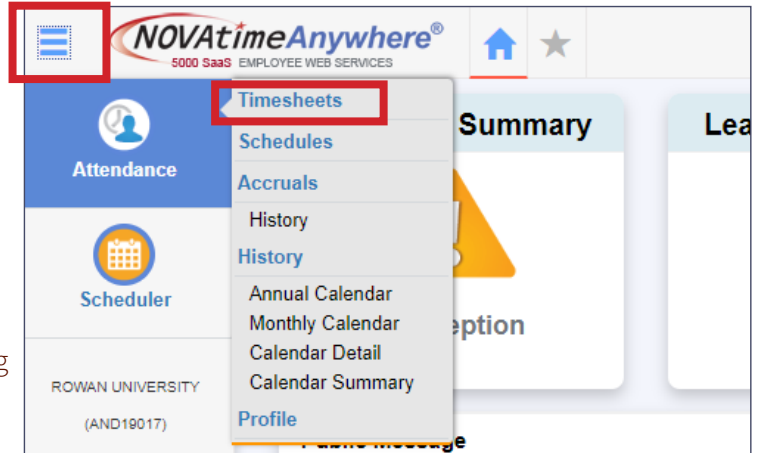 NOVAtimeAnywhere®
5000 SaaS EMPLOYEE WEB SERVICES
Timesheets
Summary
Lea
Schedules
Attendance
Accruals
History
History
Scheduler
Annual Calendar
Monthly Calendar
eption
Calendar Detail
g
Calendar Summary
ROWAN UNIVERSITY
(AND19017)
Profile
Public Message